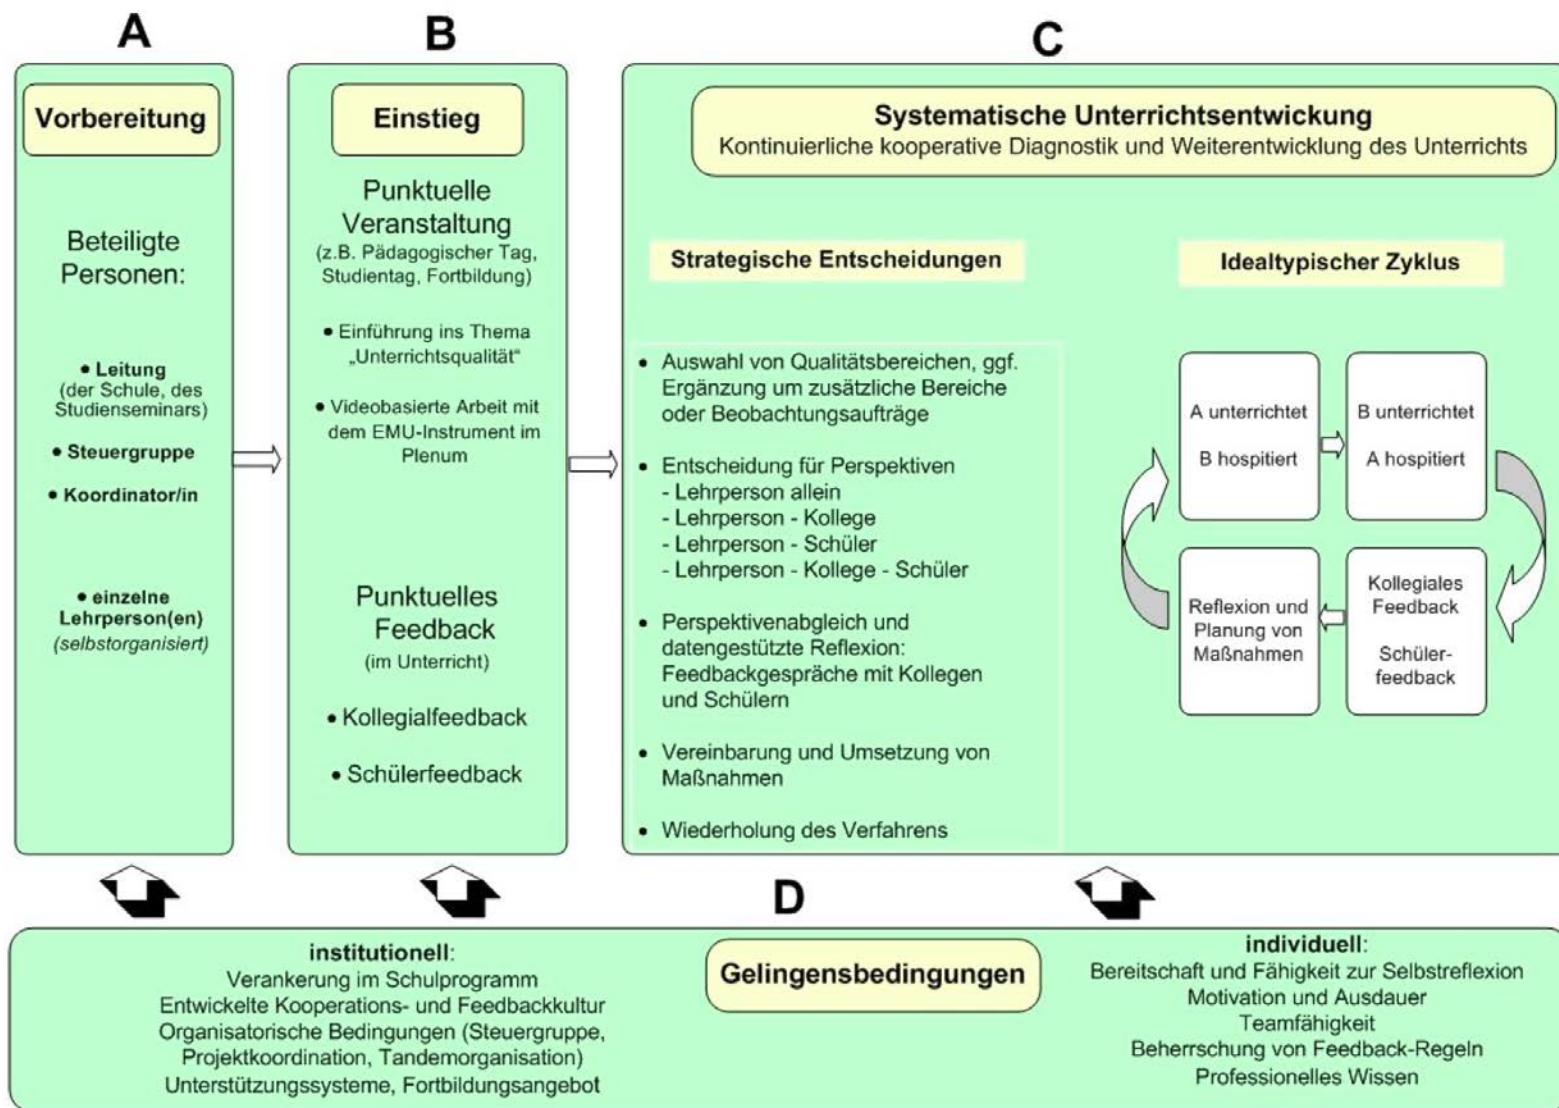 A
Vorbereitung
Beteiligte
Personen:
• Leitung
(der Schule, des
Studienseminars)
• Steuergruppe
• Koordinator/in
• einzelne
Lehrperson(en)
(selbstorganisiert)
B
Einstieg
Punktuelle
Veranstaltung
(z.B. Pädagogischer Tag,
Studientag, Fortbildung)
• Einführung ins Thema
„Unterrichtsqualität“
• Videobasierte Arbeit mit
dem EMU-Instrument im
Plenum
Punktuelles
Feedback
(im Unterricht)
• Kollegialfeedback
• Schülerfeedback
C
Systematische Unterrichtsentwickung
Kontinuierliche kooperative Diagnostik und Weiterentwicklung des Unterrichts
Strategische Entscheidungen
• Auswahl von Qualitätsbereichen, ggf.
Ergänzung um zusätzliche Bereiche
oder Beobachtungsaufträge
• Entscheidung für Perspektiven
- Lehrperson allein
- Lehrperson - Kollege
- Lehrperson - Schüler
- Lehrperson - Kollege - Schüler
• Perspektivenabgleich und
datengestützte Reflexion:
Feedbackgespräche mit Kollegen
und Schülern
• Vereinbarung und Umsetzung von
Maßnahmen
• Wiederholung des Verfahrens
Idealtypischer Zyklus
A unterrichtet
B hospitiert
B unterrichtet
A hospitiert
Kollegiales
Feedback
Schüler-
feedback
Reflexion und
Planung von
Maßnahmen
D
Gelingensbedingungen
institutionell:
Verankerung im Schulprogramm
Entwickelte Kooperations- und Feedbackkultur
Organisatorische Bedingungen (Steuergruppe,
Projektkoordination, Tandemorganisation)
Unterstützungssysteme, Fortbildungsangebot
individuell:
Bereitschaft und Fähigkeit zur Selbstreflexion
Motivation und Ausdauer
Teamfähigkeit
Beherrschung von Feedback-Regeln
Professionelles Wissen